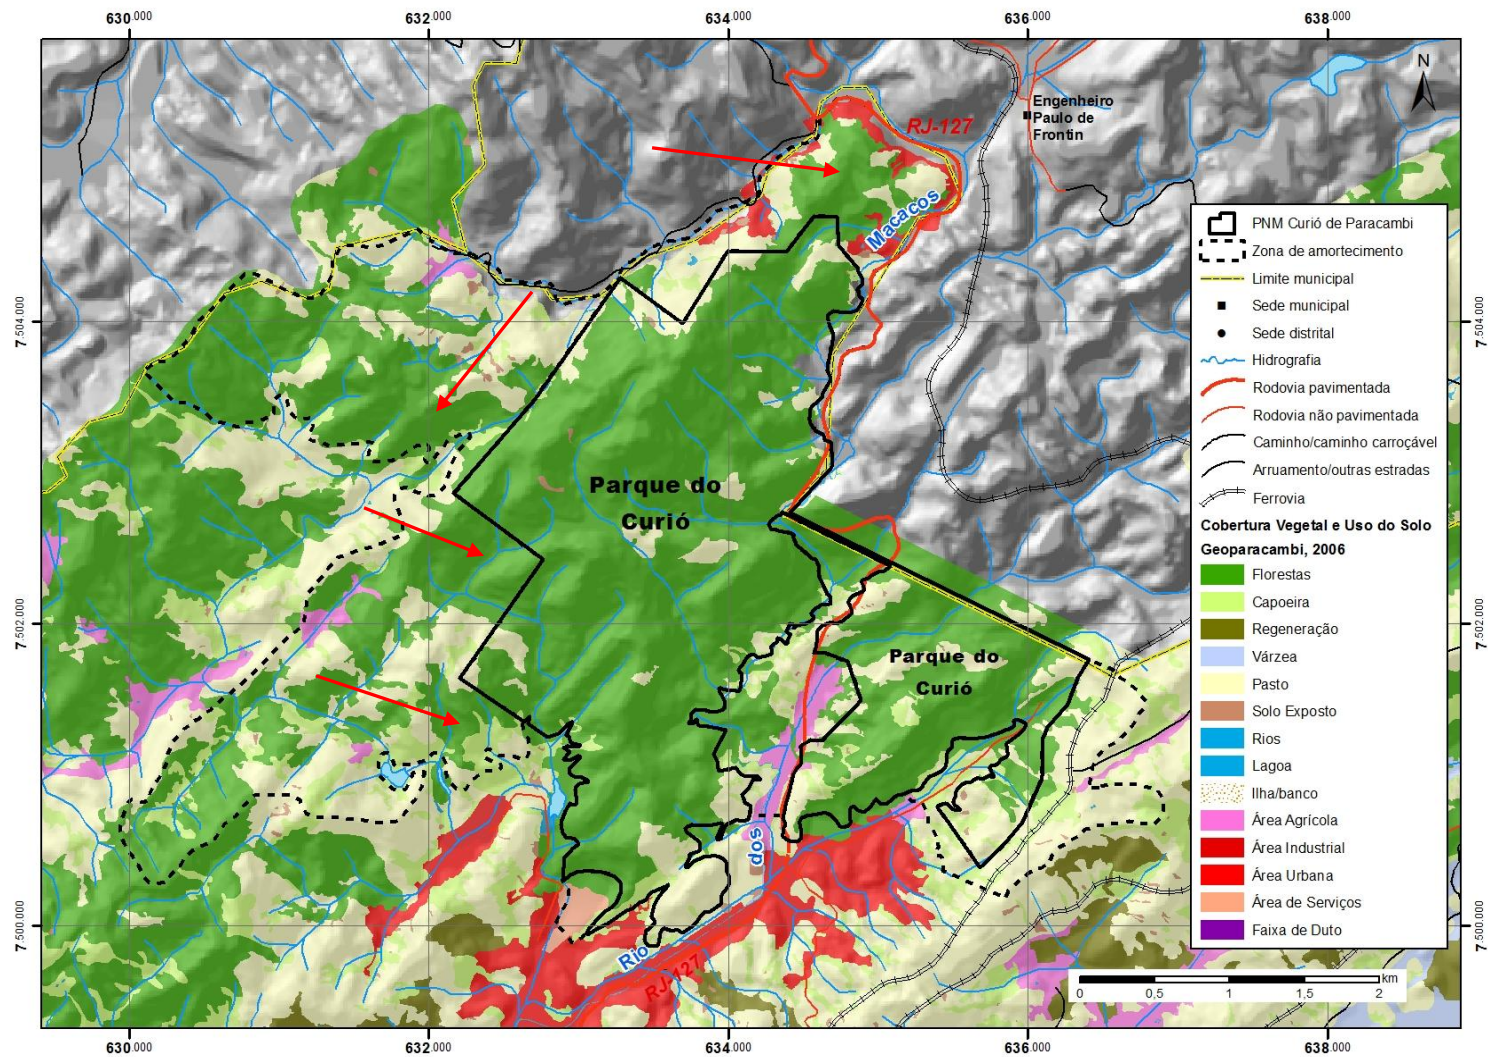 630.000
632.000
634.000
636.000
638.000
N
Engenheiro
Paulo de
Frontin
RJ-127
Macacos
7.504.000
7.504.000
Parque do
Curió
7.502.000
7.502.000
Parque do
Curió
dos
Rio
RJ-127
7.500.000
7.500.000
PNM Curió de Paracambi
Zona de amortecimento
Limite municipal
Sede municipal
Sede distrital
Hidrografia
Rodovia pavimentada
Rodovia não pavimentada
Caminho/caminho carroçável
Arruamento/outras estradas
Ferrovia
Cobertura Vegetal e Uso do Solo
Geoparacambi, 2006
Florestas
Capoeira
Regeneração
Várzea
Pasto
Solo Exposto
Rios
Lagoa
Ilha/banco
Área Agrícola
Área Industrial
Área Urbana
Área de Serviços
Faixa de Duto
km
0 0,5 1 1,5 2
630.000
632.000
634.000
636.000
638.000